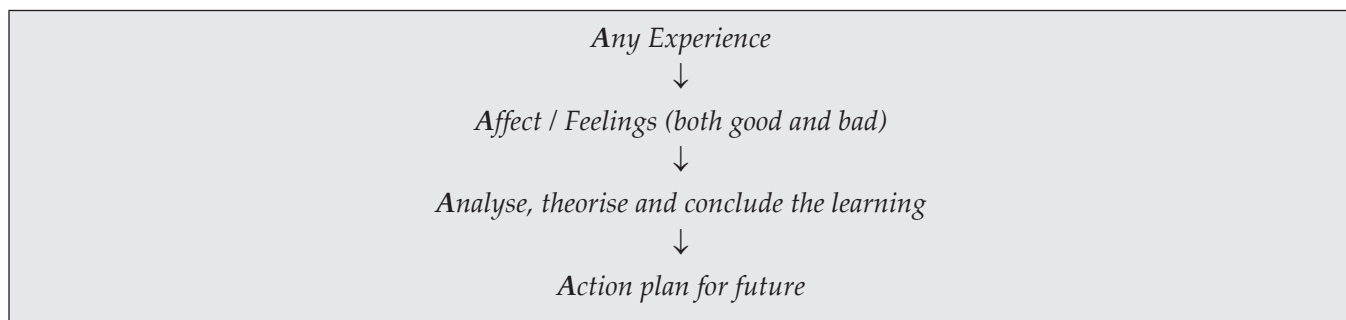 Any Experience
↓
Affect / Feelings (both good and bad)
↓
Analyse, theorise and conclude the learning
↓
Action plan for future